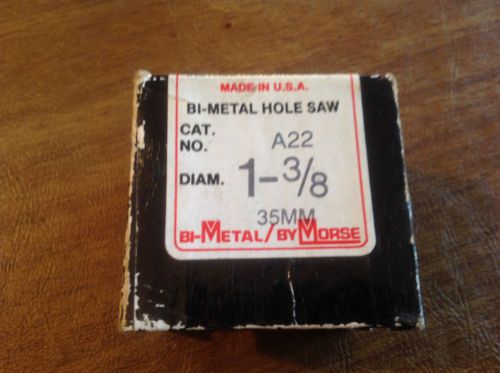 MADE IN U.S.A.
BI-METAL HOLE SAW
CAT.
NO. A22
DIAM. 1-3/8
35MM
BI-METAL/BY MORSE